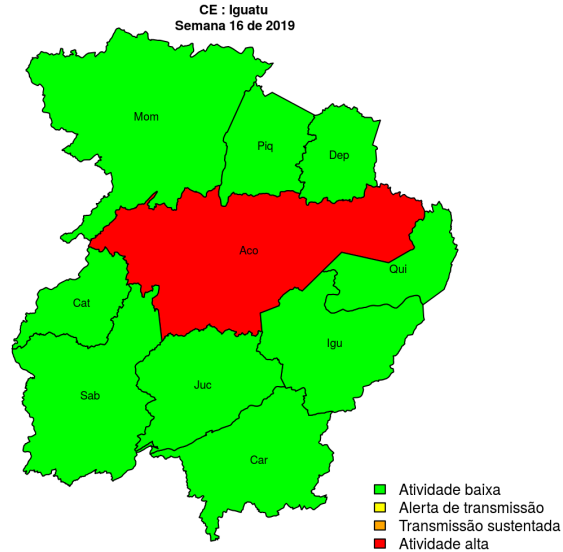 CE : Iguatu
Semana 16 de 2019
Mom
Piq
Dep
Aco
Qui
Cat
Igu
Juc
Sab
Car
Atividade baixa
Alerta de transmissão
Transmissão sustentada
Atividade alta